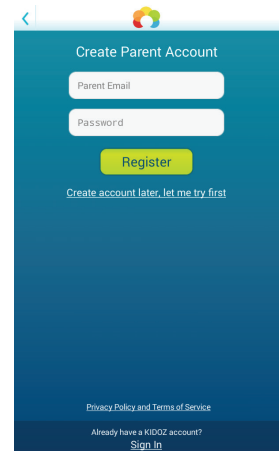 Create Parent Account
Parent Email
Password
Register
Create account later, let me try first
Privacy Policy and Terms of Service
Already have a KIDOZ account?
Sign In